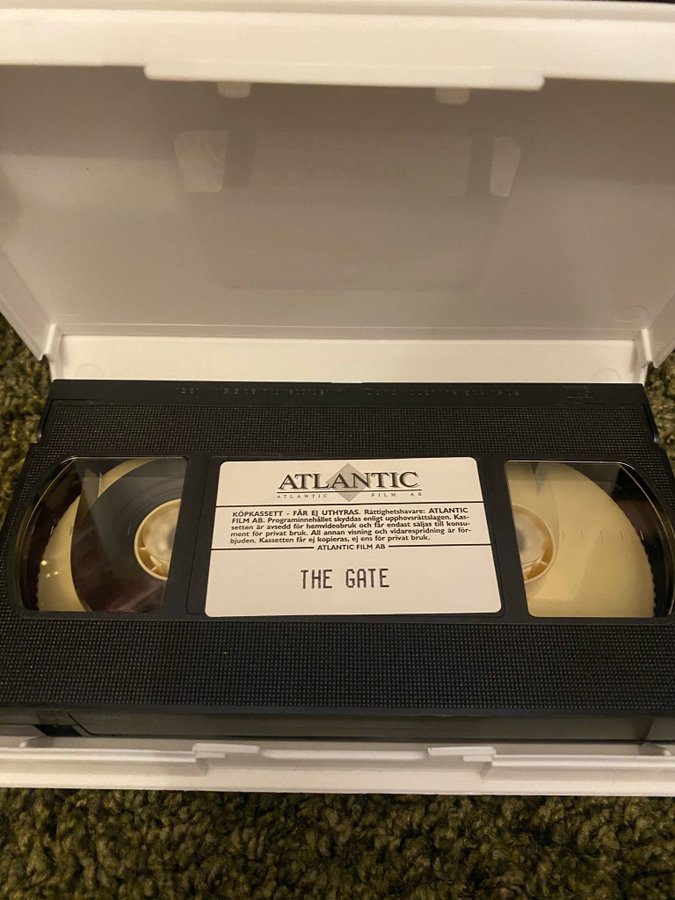 ATLANTIC
ATLANTIC FILM AB
KÖPKASSETT - FÅR EJ UTHYRAS. Rättighetshavare: ATLANTIC
FILM AB. Programinnehållet skyddas enligt upphovsrättslagen. Kas-
setten är avsedd för hemvideobruk och får endast säljas till konsu-
ment för privat bruk. All annan visning och vidarespridning är för-
bjuden. Kassetten får ej kopieras, ej ens för privat bruk.
ATLANTIC FILM AB
THE GATE